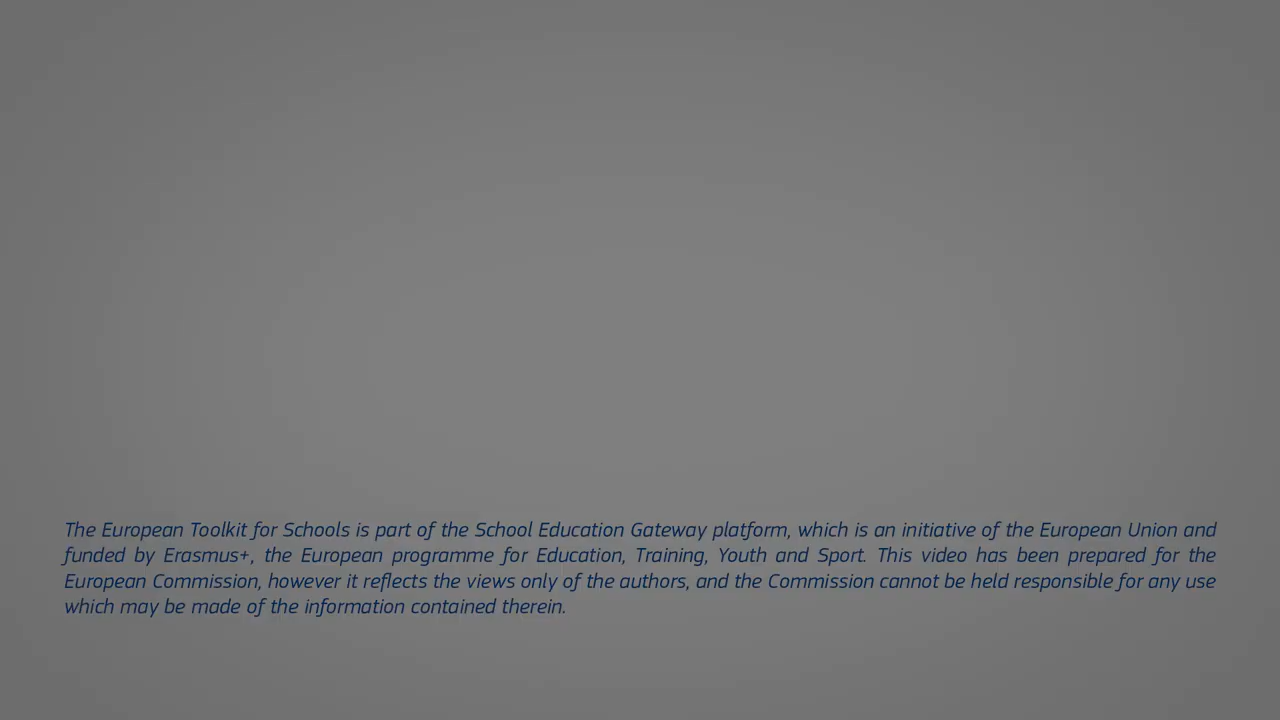 The European Toolkit for Schools is part of the School Education Gateway platform, which is an initiative of the European Union and
funded by Erasmus+, the European programme for Education, Training, Youth and Sport. This video has been prepared for the
European Commission, however it reflects the views only of the authors, and the Commission cannot be held responsible for any use
which may be made of the information contained therein.